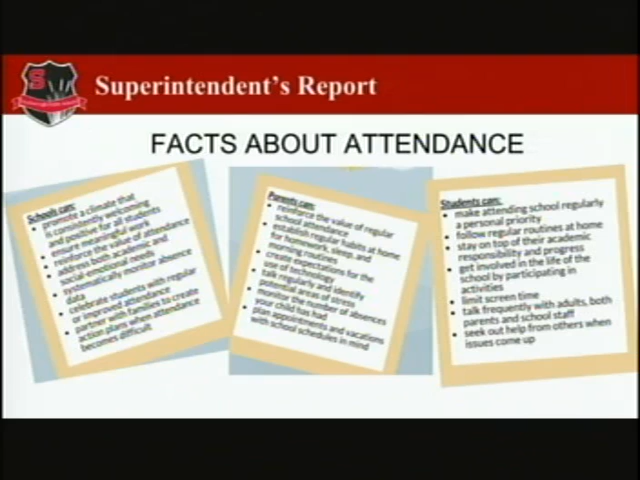 S
Superintendent's Report
FACTS ABOUT ATTENDANCE
Schools can:
• promote a climate that
is consistently welcoming
and positive for all students
• ensure meaningful work
• reinforce the value of attendance
• address both academic and
social-emotional needs
• systematically monitor absence
data
• celebrate students with regular
or improved attendance
• partner with families to create
action plans when attendance
becomes difficult
Parents can:
• reinforce the value of regular
school attendance
• establish regular habits at home
for homework, sleep, and
morning routines
• create expectations for the
use of technology
• talk regularly and identify
potential areas of stress
• monitor the number of absences
your child has had
• plan appointments and vacations
with school schedules in mind
Students can:
• make attending school regularly
a personal priority
• follow regular routines at home
• stay on top of their academic
responsibility and progress
• get involved in the life of the
school by participating in
activities
• limit screen time
• talk frequently with adults, both
parents and school staff
• seek out help from others when
issues come up